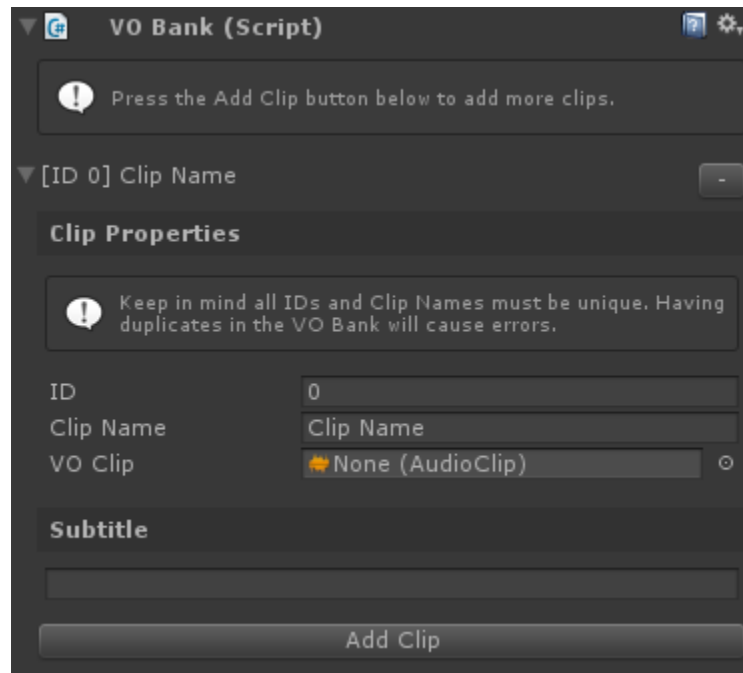 VO Bank (Script)
Press the Add Clip button below to add more clips.
[ID 0] Clip Name
-
Clip Properties
Keep in mind all IDs and Clip Names must be unique. Having
duplicates in the VO Bank will cause errors.
ID 0
Clip Name Clip Name
VO Clip None (AudioClip)
Subtitle
Add Clip